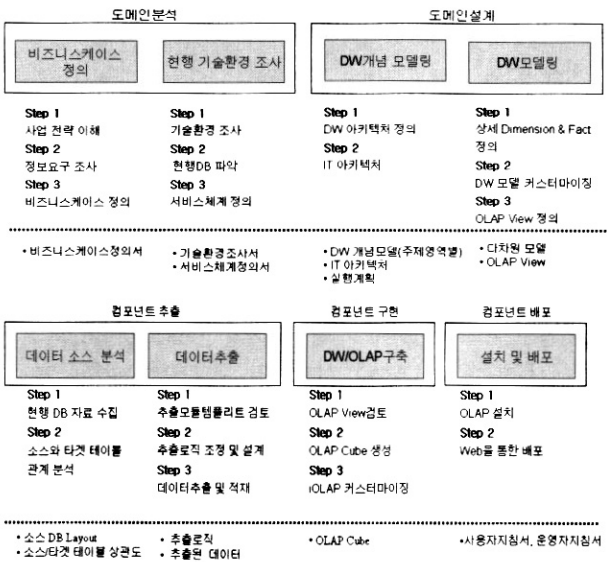 도메인분석
비즈니스케이스
정의
현행 기술환경 조사
Step 1
사업 전략 이해
Step 2
정보요구 조사
Step 3
비즈니스케이스 정의
Step 1
기술환경 조사
Step 2
현행DB 파악
Step 3
서비스체계 정의
• 비즈니스케이스정의서
• 기술환경조사서
• 서비스체계정의서
도메인설계
DW개념 모델링
DW모델링
Step 1
DW 아키텍처 정의
Step 2
IT 아키텍처
Step 1
상세 Dimension & Fact
정의
Step 2
DW 모델 커스터마이징
Step 3
OLAP View 정의
• DW 개념모델(주제영역별)
• IT 아키텍처
• 실행계획
• 다차원 모델
• OLAP View
컴포넌트 추출
데이터 소스 분석
데이터추출
Step 1
현행 DB 자료 수집
Step 2
소스와 타겟 테이블
관계 분석
Step 1
추출모듈템플리트 검토
Step 2
추출로직 조정 및 설계
Step 3
데이터추출 및 적재
• 소스 DB Layout
• 소스/타겟 테이블 상관도
• 추출로직
• 추출된 데이터
컴포넌트 구현
DW/OLAP구축
Step 1
OLAP View검토
Step 2
OLAP Cube 생성
Step 3
iOLAP 커스터마이징
• OLAP Cube
컴포넌트 배포
설치 및 배포
Step 1
OLAP 설치
Step 2
Web을 통한 배포
•사용자지침서, 운영자지침서